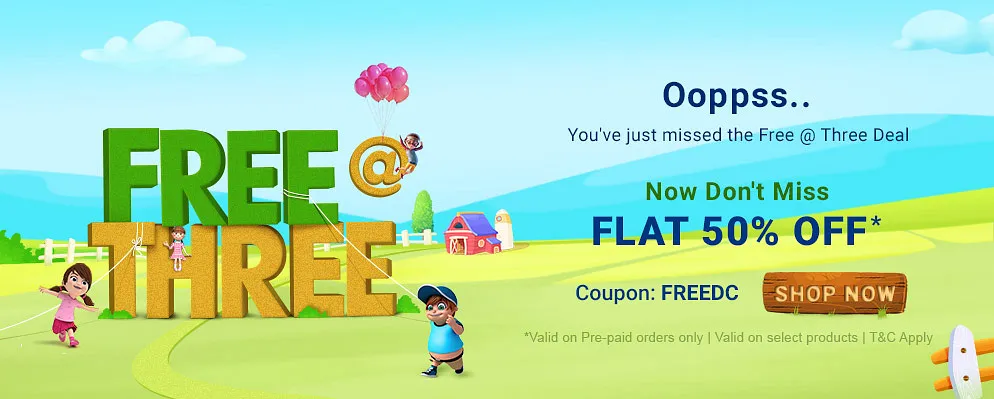 FREE @
THREE
Ooppss..
You've just missed the Free @ Three Deal
Now Don't Miss
FLAT 50% OFF*
Coupon: FREEDC
SHOP NOW
*Valid on Pre-paid orders only | Valid on select products | T&C Apply